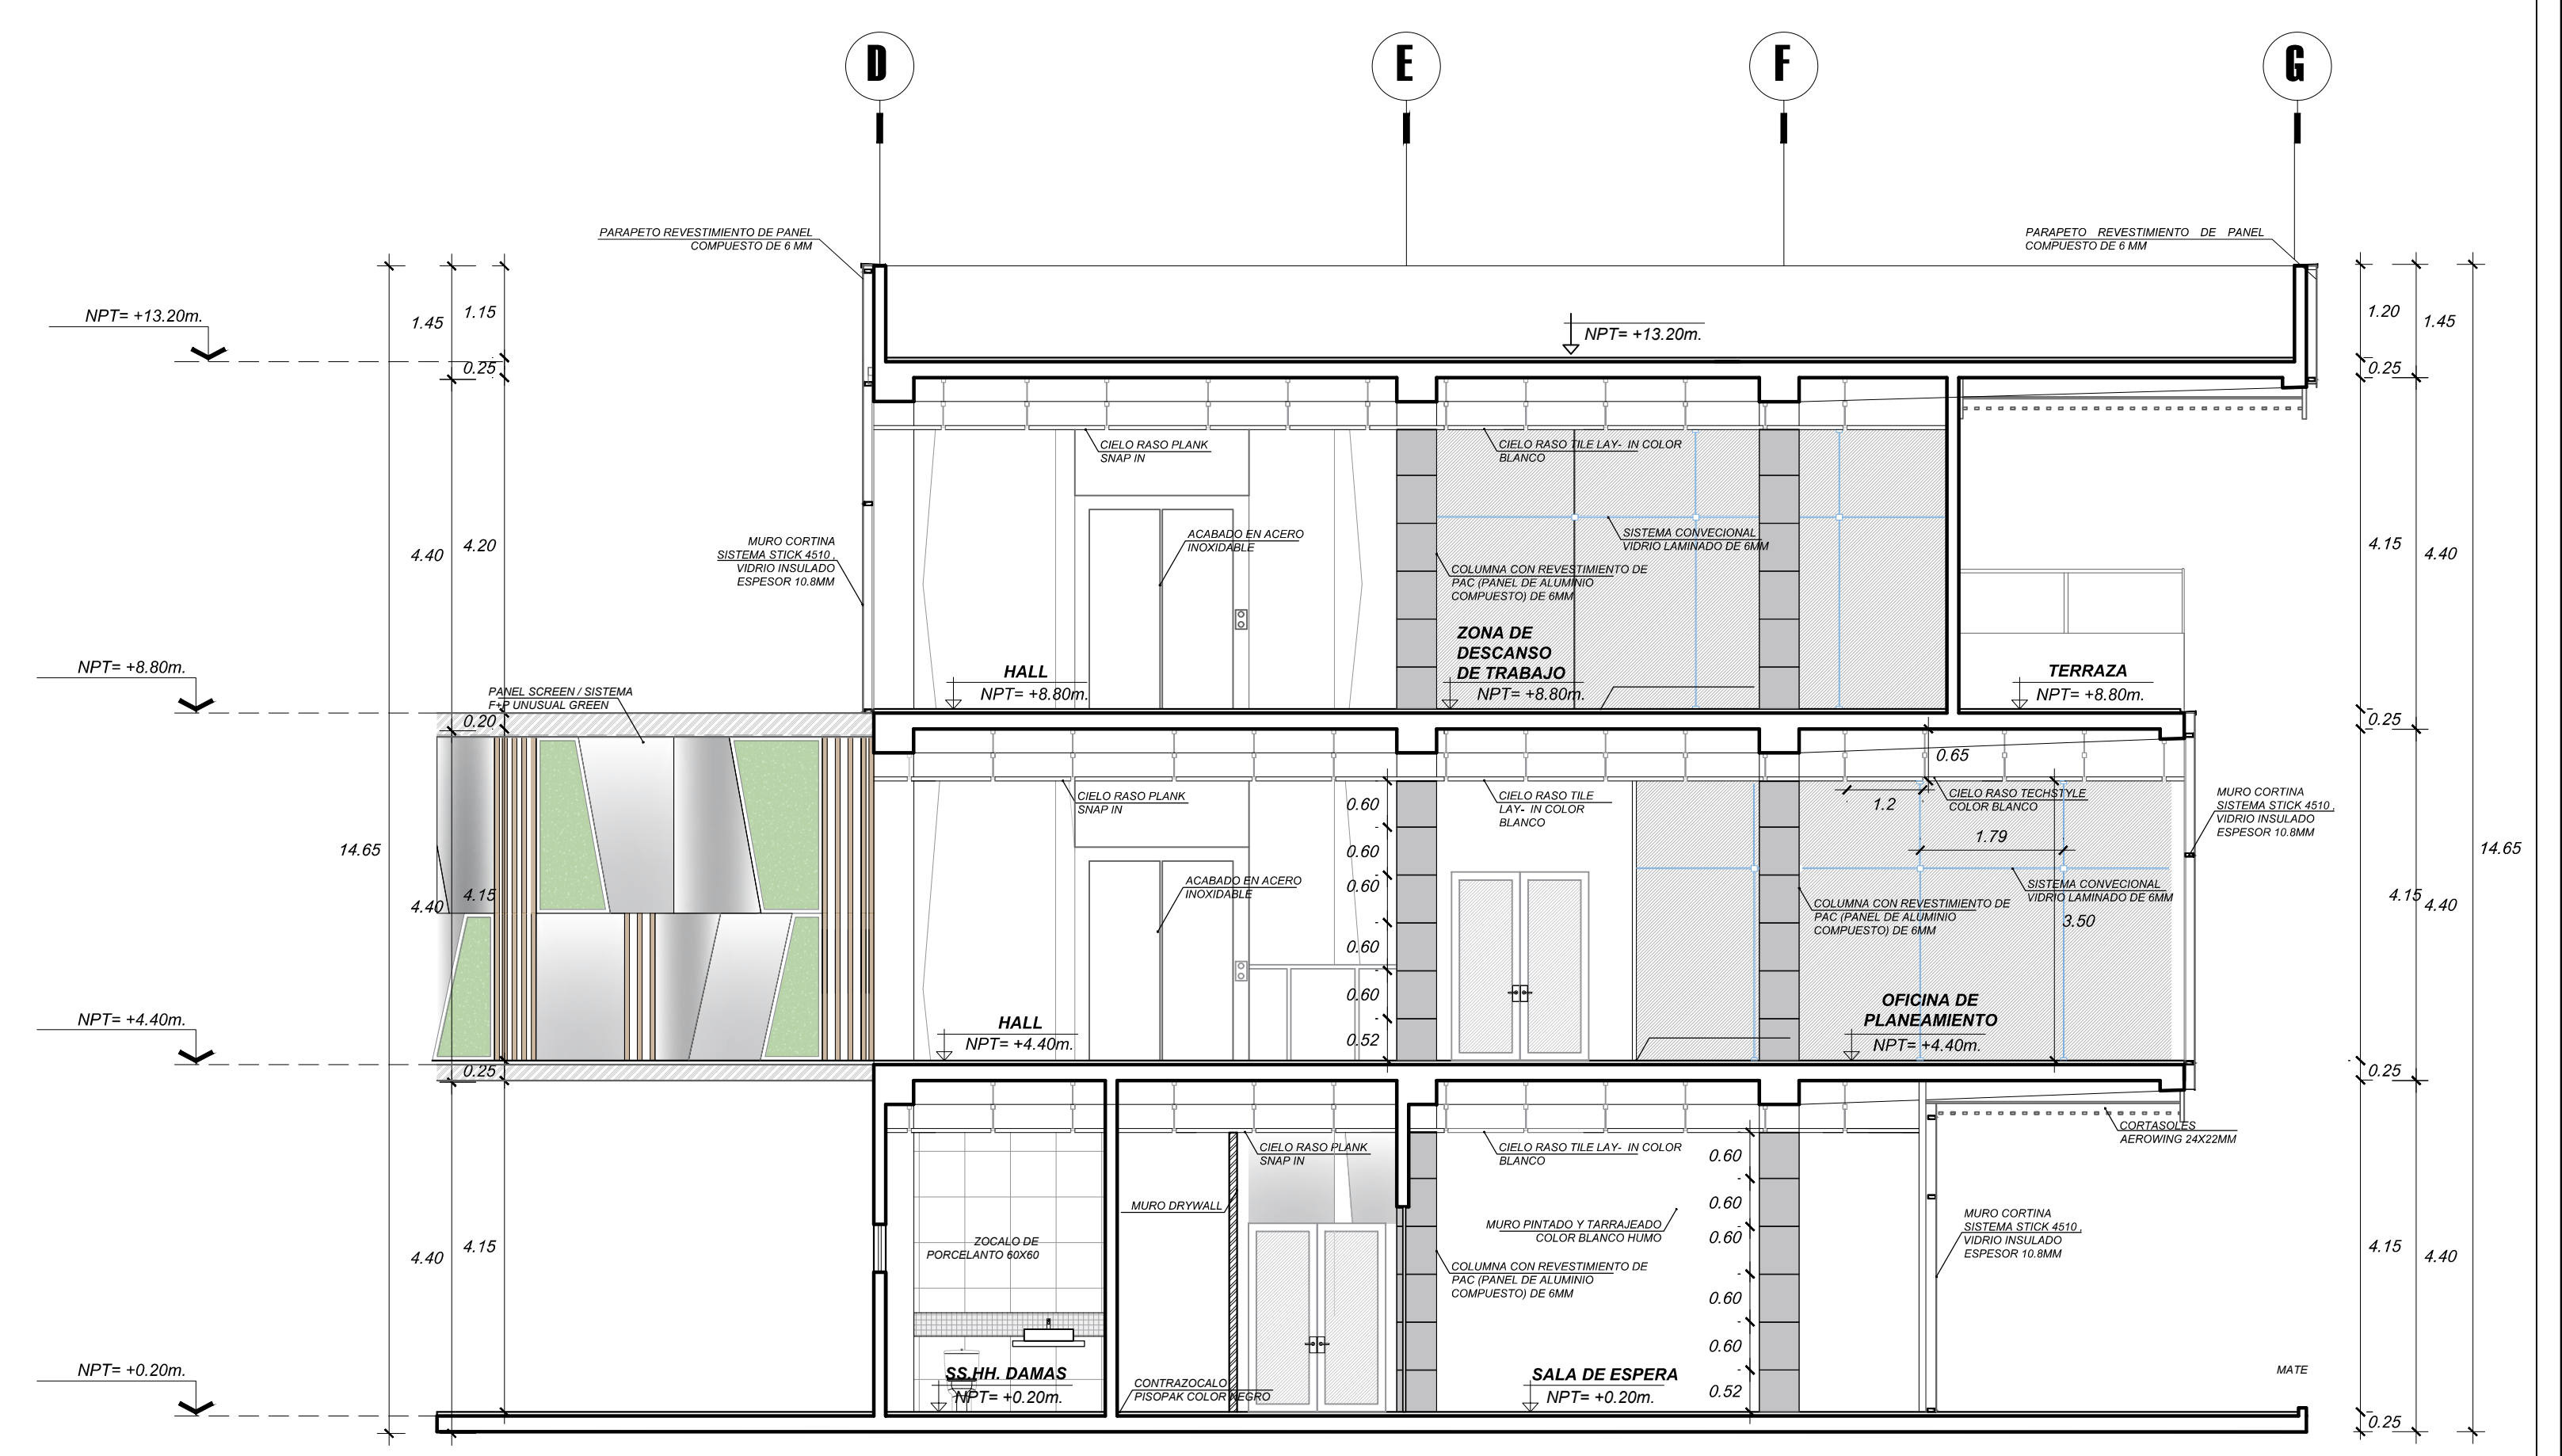 D
E
F
G
PARAPETO REVESTIMIENTO DE PANEL
COMPUESTO DE 6 MM
PARAPETO REVESTIMIENTO DE PANEL
COMPUESTO DE 6 MM
NPT= +13.20m.
1.45
1.15
0.25
NPT= +13.20m.
1.20
1.45
0.25
CIELO RASO PLANK
SNAP IN
CIELO RASO TILE LAY- IN COLOR
BLANCO
MURO CORTINA
SISTEMA STICK 4510 ,
VIDRIO INSULADO
ESPESOR 10.8MM
ACABADO EN ACERO
INOXIDABLE
SISTEMA CONVECIONAL
VIDRIO LAMINADO DE 6MM
COLUMNA CON REVESTIMIENTO DE
PAC (PANEL DE ALUMINIO
COMPUESTO) DE 6MM
4.40
4.20
4.15
4.40
HALL
NPT= +8.80m.
ZONA DE
DESCANSO
DE TRABAJO
NPT= +8.80m.
TERRAZA
NPT= +8.80m.
NPT= +8.80m.
PANEL SCREEN / SISTEMA
F+P UNUSUAL GREEN
0.20
0.25
0.65
CIELO RASO PLANK
SNAP IN
0.60
CIELO RASO TILE
LAY- IN COLOR
BLANCO
1.2
CIELO RASO TECHSTYLE
COLOR BLANCO
1.79
MURO CORTINA
SISTEMA STICK 4510 ,
VIDRIO INSULADO
ESPESOR 10.8MM
14.65
0.60
14.65
ACABADO EN ACERO
INOXIDABLE
0.60
SISTEMA CONVECIONAL
VIDRIO LAMINADO DE 6MM
COLUMNA CON REVESTIMIENTO DE
PAC (PANEL DE ALUMINIO
COMPUESTO) DE 6MM
3.50
4.40
4.15
4.15
4.40
0.60
0.60
0.52
HALL
NPT= +4.40m.
OFICINA DE
PLANEAMIENTO
NPT= +4.40m.
NPT= +4.40m.
0.25
0.25
CORTASOLES
AEROWING 24X22MM
CIELO RASO PLANK
SNAP IN
CIELO RASO TILE LAY- IN COLOR
BLANCO
0.60
0.60
0.60
0.60
0.60
0.52
MURO DRYWALL
MURO PINTADO Y TARRAJEADO
COLOR BLANCO HUMO
MURO CORTINA
SISTEMA STICK 4510 ,
VIDRIO INSULADO
ESPESOR 10.8MM
ZOCALO DE
PORCELANTO 60X60
COLUMNA CON REVESTIMIENTO DE
PAC (PANEL DE ALUMINIO
COMPUESTO) DE 6MM
4.40
4.15
4.15
4.40
NPT= +0.20m.
SS.HH. DAMAS
NPT= +0.20m.
CONTRAZOCALO
PISOPAK COLOR NEGRO
SALA DE ESPERA
NPT= +0.20m.
MATE
0.25